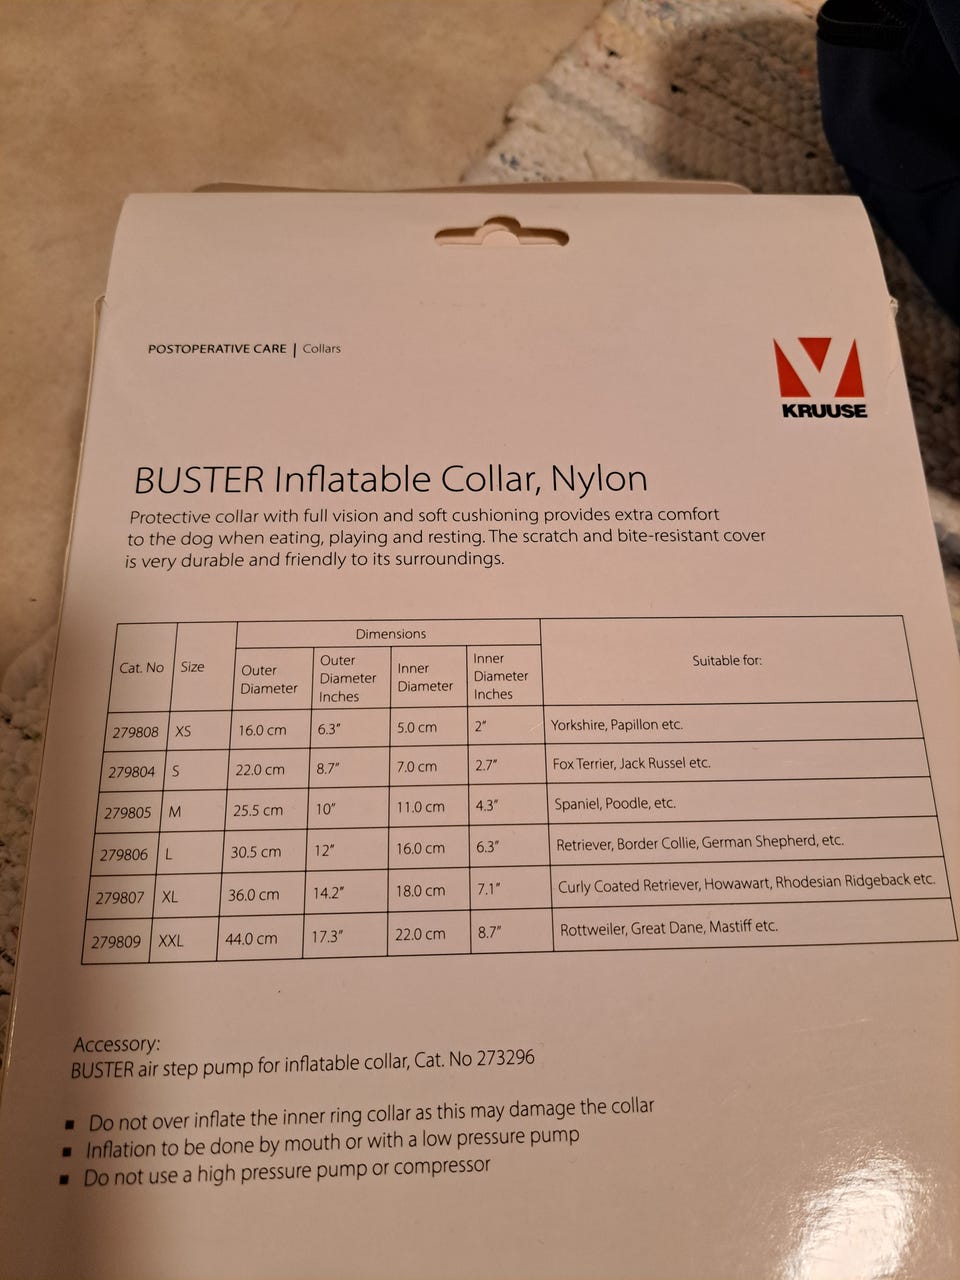 POSTOPERATIVE CARE | Collars
KRUUSE
BUSTER Inflatable Collar, Nylon
Protective collar with full vision and soft cushioning provides extra comfort
to the dog when eating, playing and resting. The scratch and bite-resistant cover
is very durable and friendly to its surroundings.
Cat. No Size Dimensions Suitable for:
Outer Diameter Outer Diameter Inches Inner Diameter Inner Diameter Inches
279808 XS 16.0 cm 6.3" 5.0 cm 2" Yorkshire, Papillon etc.
279804 S 22.0 cm 8.7" 7.0 cm 2.7" Fox Terrier, Jack Russel etc.
279805 M 25.5 cm 10" 11.0 cm 4.3" Spaniel, Poodle, etc.
279806 L 30.5 cm 12" 16.0 cm 6.3" Retriever, Border Collie, German Shepherd, etc.
279807 XL 36.0 cm 14.2" 18.0 cm 7.1" Curly Coated Retriever, Howawart, Rhodesian Ridgeback etc.
279809 XXL 44.0 cm 17.3" 22.0 cm 8.7" Rottweiler, Great Dane, Mastiff etc.
Accessory:
BUSTER air step pump for inflatable collar, Cat. No 273296
▪ Do not over inflate the inner ring collar as this may damage the collar
▪ Inflation to be done by mouth or with a low pressure pump
▪ Do not use a high pressure pump or compressor